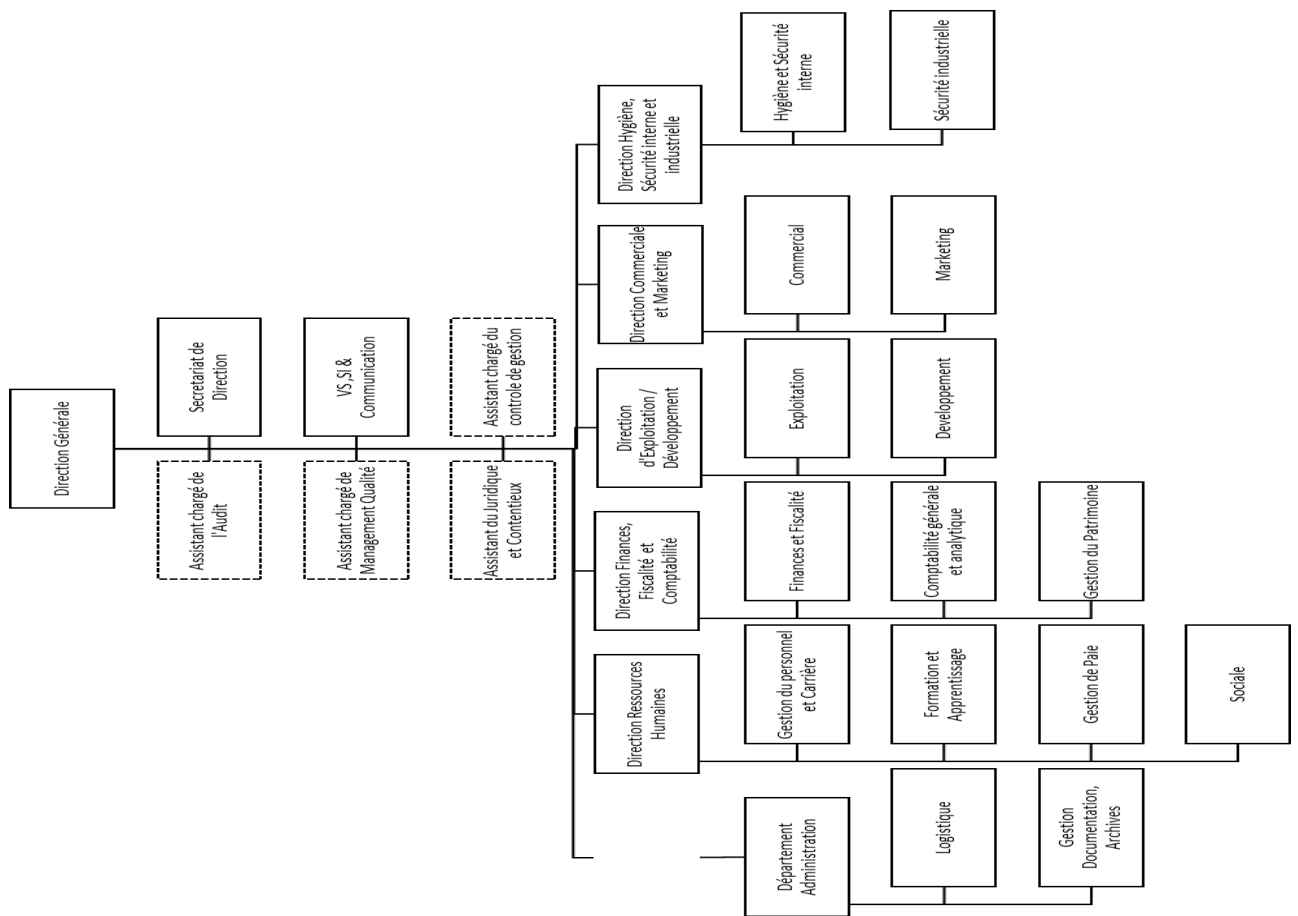 Direction Générale
Assistant chargé de
l'Audit
Secretariat de
Direction
Assistant chargé de
Management Qualité
VS ,SI &
Communication
Assistant du Juridique
et Contentieux
Assistant chargé du
controle de gestion
Département
Administration
Logistique
Gestion
Documentation,
Archives
Direction Ressources
Humaines
Gestion du personnel
et Carrière
Formation et
Apprentissage
Gestion de Paie
Sociale
Direction Finances,
Fiscalité et
Comptabilité
Finances et Fiscalité
Comptabilité générale
et analytique
Gestion du Patrimoine
Direction
d'Exploitation /
Développement
Exploitation
Developpement
Direction Commerciale
et Marketing
Commercial
Marketing
Direction Hygiène,
Sécurité interne et
industrielle
Hygiène et Sécurité
interne
Sécurité industrielle